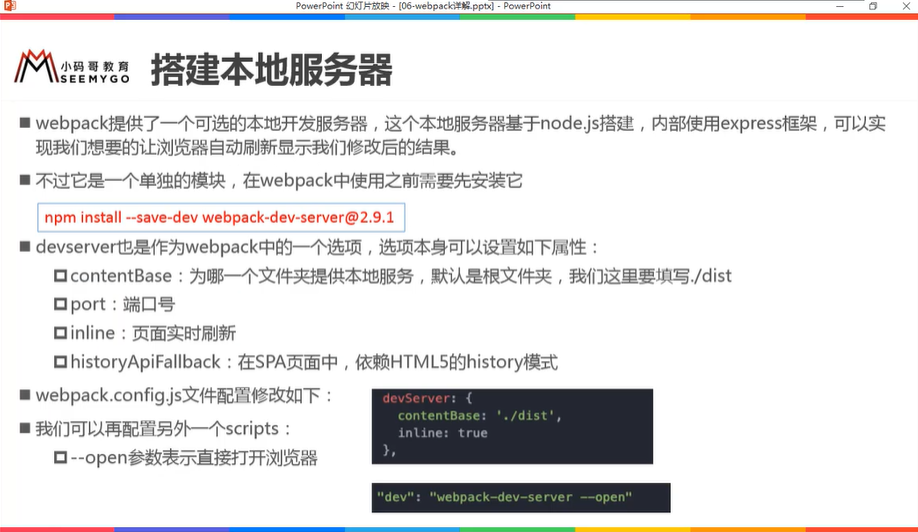 PowerPoint 幻灯片放映 - [06-webpack详解.pptx] - PowerPoint
小码哥教育
SEEMYGO
搭建本地服务器
webpack提供了一个可选的本地开发服务器，这个本地服务器基于node.js搭建，内部使用express框架，可以实
现我们想要的让浏览器自动刷新显示我们修改后的结果。
不过它是一个单独的模块，在webpack中使用之前需要先安装它
npm install --save-dev webpack-dev-server@2.9.1
devserver也是作为webpack中的一个选项，选项本身可以设置如下属性：
contentBase：为哪一个文件夹提供本地服务，默认是根文件夹，我们这里要填写./dist
port：端口号
inline：页面实时刷新
historyApiFallback：在SPA页面中，依赖HTML5的history模式
webpack.config.js文件配置修改如下：
devServer: {
contentBase: './dist',
inline: true
},
我们可以再配置另外一个scripts：
--open参数表示直接打开浏览器
"dev": "webpack-dev-server --open"